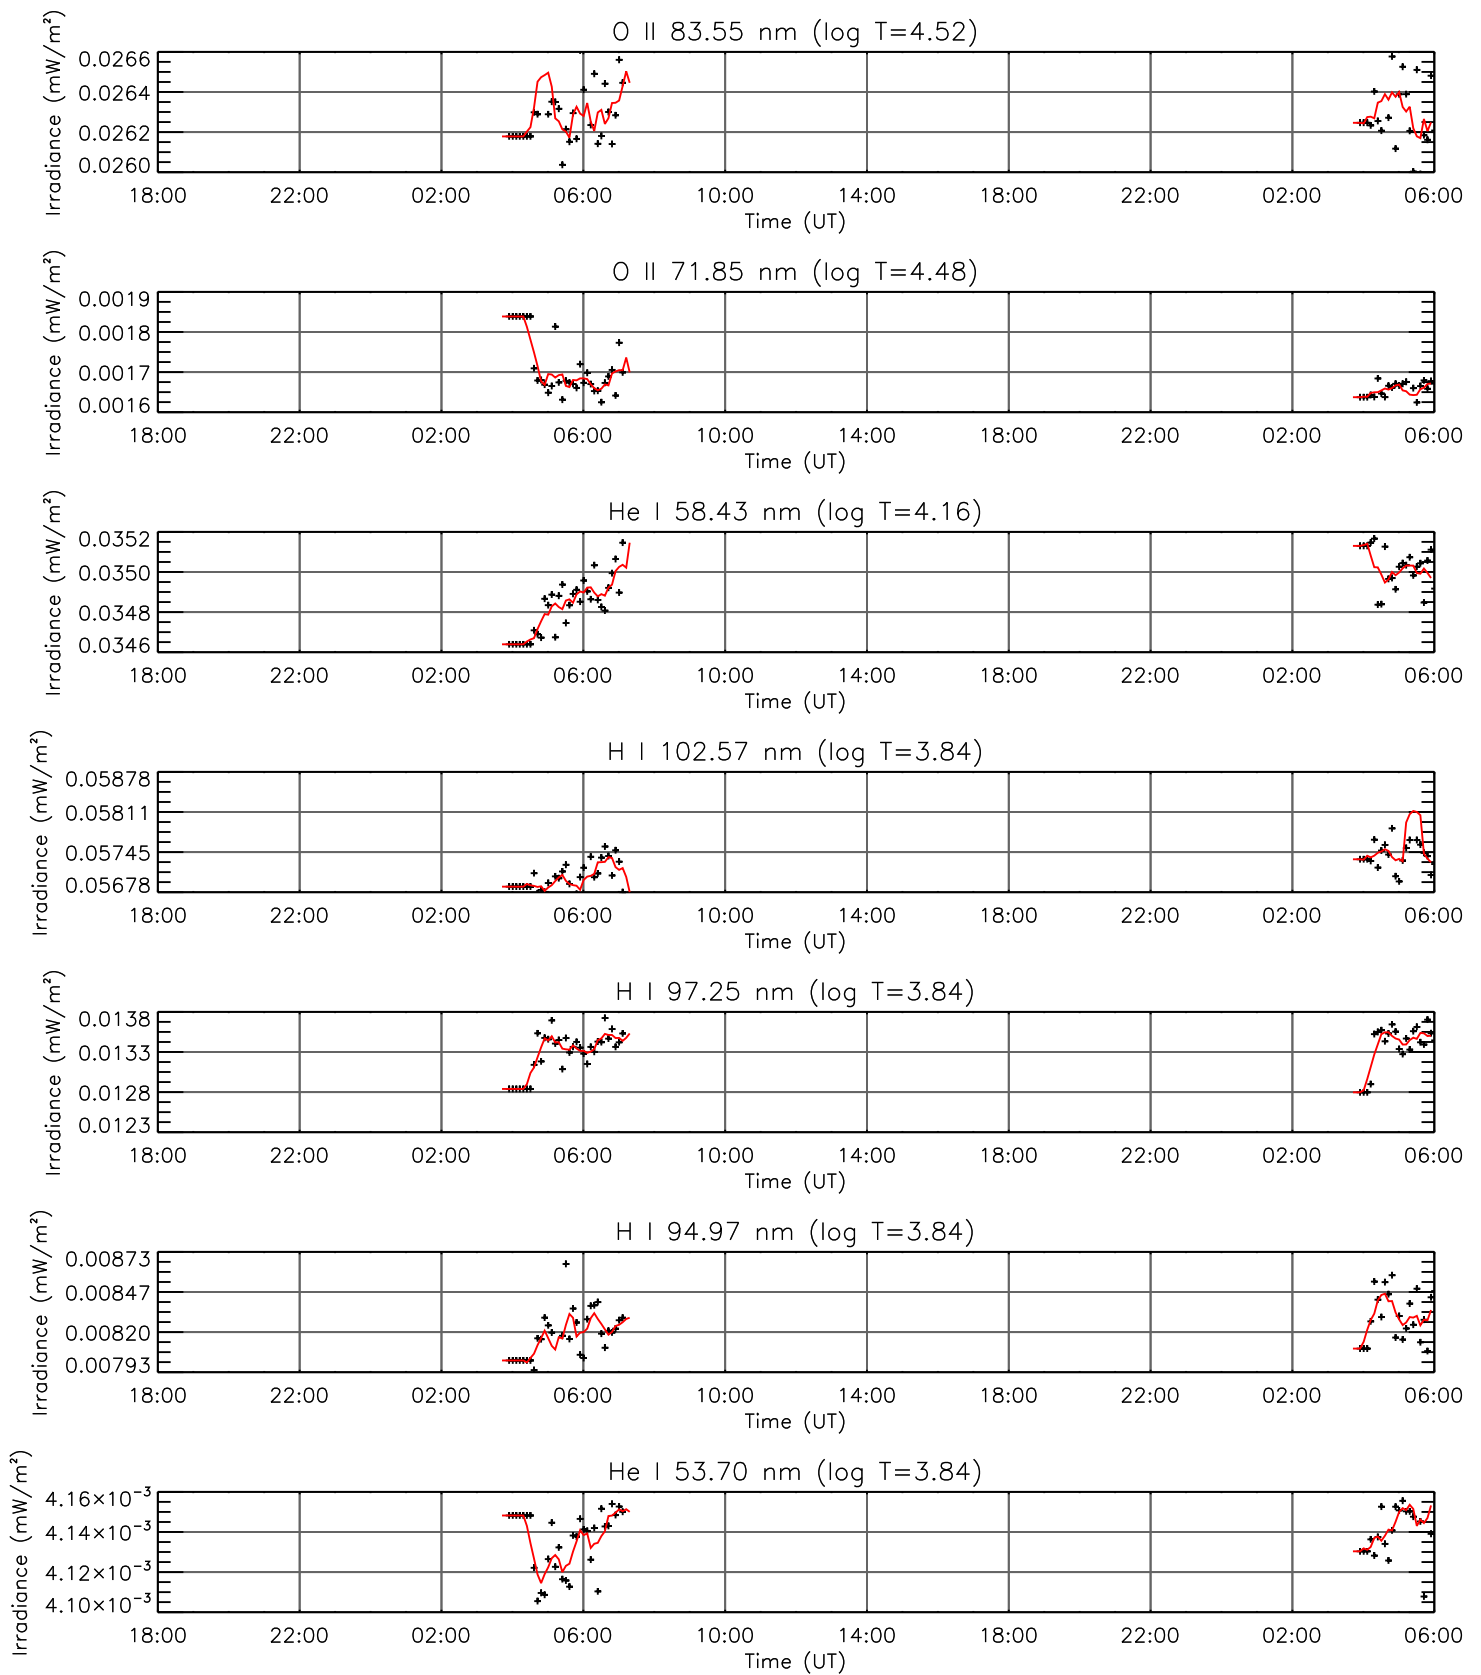 O II 83.55 nm (log T=4.52)
Irradiance (mW/m²)
0.0266
0.0264
0.0262
0.0260
18:00 22:00 02:00 06:00 10:00 14:00 18:00 22:00 02:00 06:00
Time (UT)
O II 71.85 nm (log T=4.48)
Irradiance (mW/m²)
0.0019
0.0018
0.0017
0.0016
18:00 22:00 02:00 06:00 10:00 14:00 18:00 22:00 02:00 06:00
Time (UT)
He I 58.43 nm (log T=4.16)
Irradiance (mW/m²)
0.0352
0.0350
0.0348
0.0346
18:00 22:00 02:00 06:00 10:00 14:00 18:00 22:00 02:00 06:00
Time (UT)
H I 102.57 nm (log T=3.84)
Irradiance (mW/m²)
0.05878
0.05811
0.05745
0.05678
18:00 22:00 02:00 06:00 10:00 14:00 18:00 22:00 02:00 06:00
Time (UT)
H I 97.25 nm (log T=3.84)
Irradiance (mW/m²)
0.0138
0.0133
0.0128
0.0123
18:00 22:00 02:00 06:00 10:00 14:00 18:00 22:00 02:00 06:00
Time (UT)
H I 94.97 nm (log T=3.84)
Irradiance (mW/m²)
0.00873
0.00847
0.00820
0.00793
18:00 22:00 02:00 06:00 10:00 14:00 18:00 22:00 02:00 06:00
Time (UT)
He I 53.70 nm (log T=3.84)
Irradiance (mW/m²)
4.16×10⁻³
4.14×10⁻³
4.12×10⁻³
4.10×10⁻³
18:00 22:00 02:00 06:00 10:00 14:00 18:00 22:00 02:00 06:00
Time (UT)